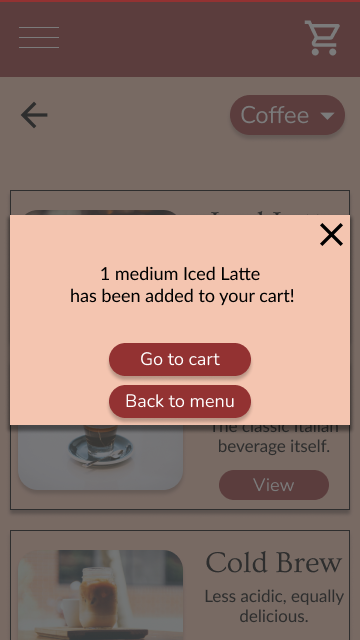 Coffee
1 medium Iced Latte
has been added to your cart!
Go to cart
Back to menu
The classic Italian
beverage itself.
View
Cold Brew
Less acidic, equally
delicious.